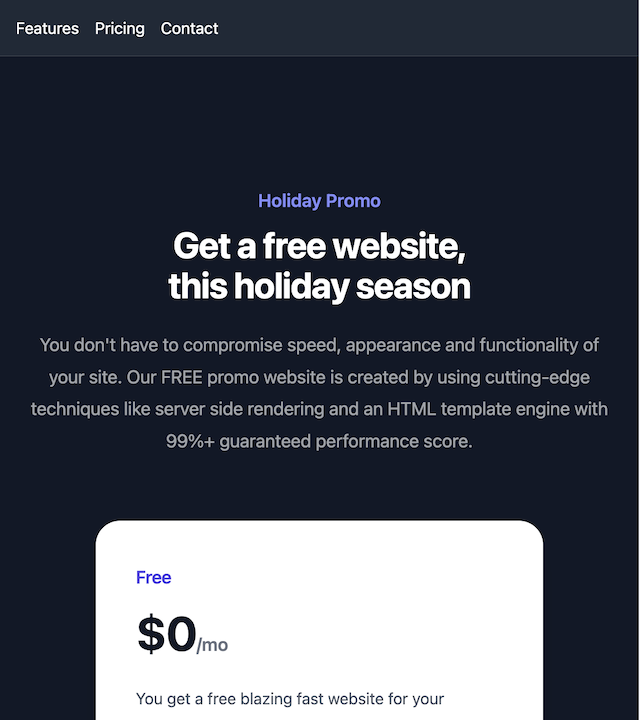 Features Pricing Contact
Holiday Promo
Get a free website,
this holiday season
You don't have to compromise speed, appearance and functionality of
your site. Our FREE promo website is created by using cutting-edge
techniques like server side rendering and an HTML template engine with
99%+ guaranteed performance score.
Free
$0/mo
You get a free blazing fast website for your